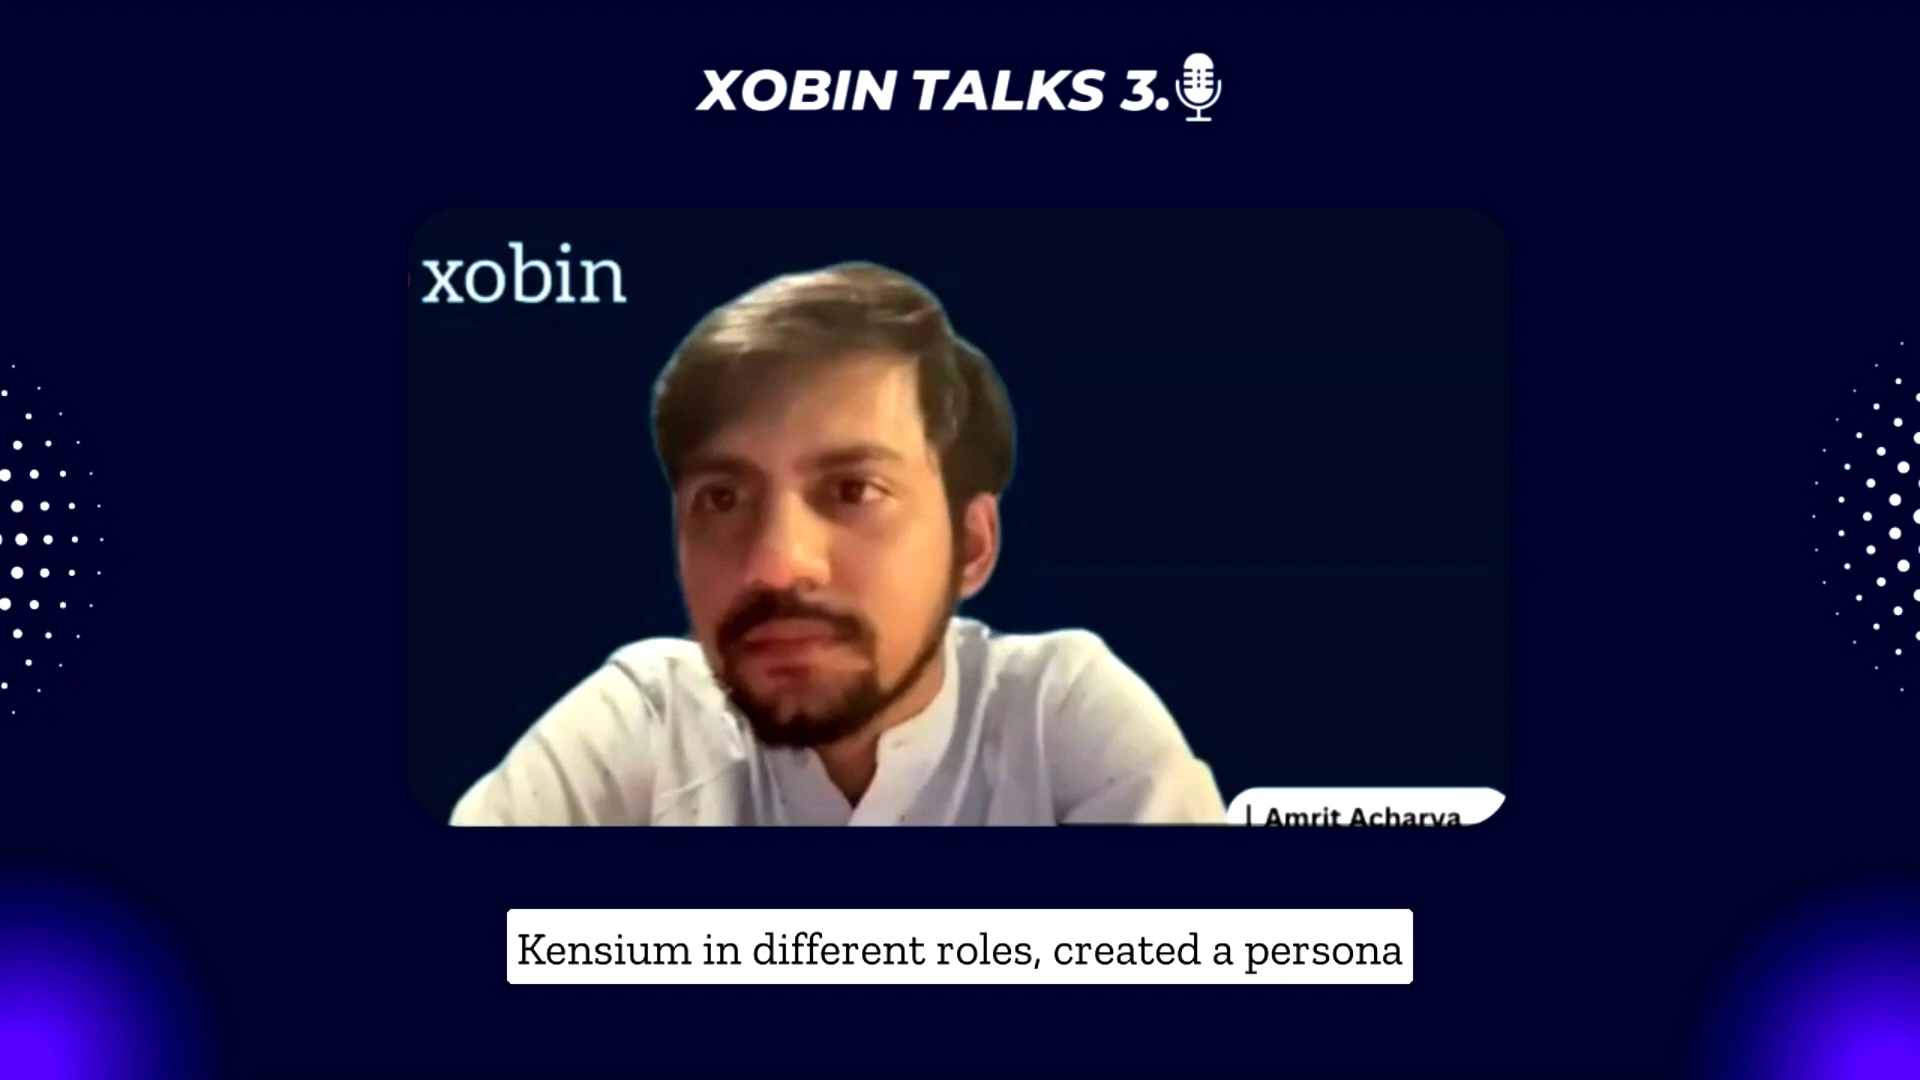 XOBIN TALKS 3.
xobin
| Amrit Acharya
Kensium in different roles, created a persona